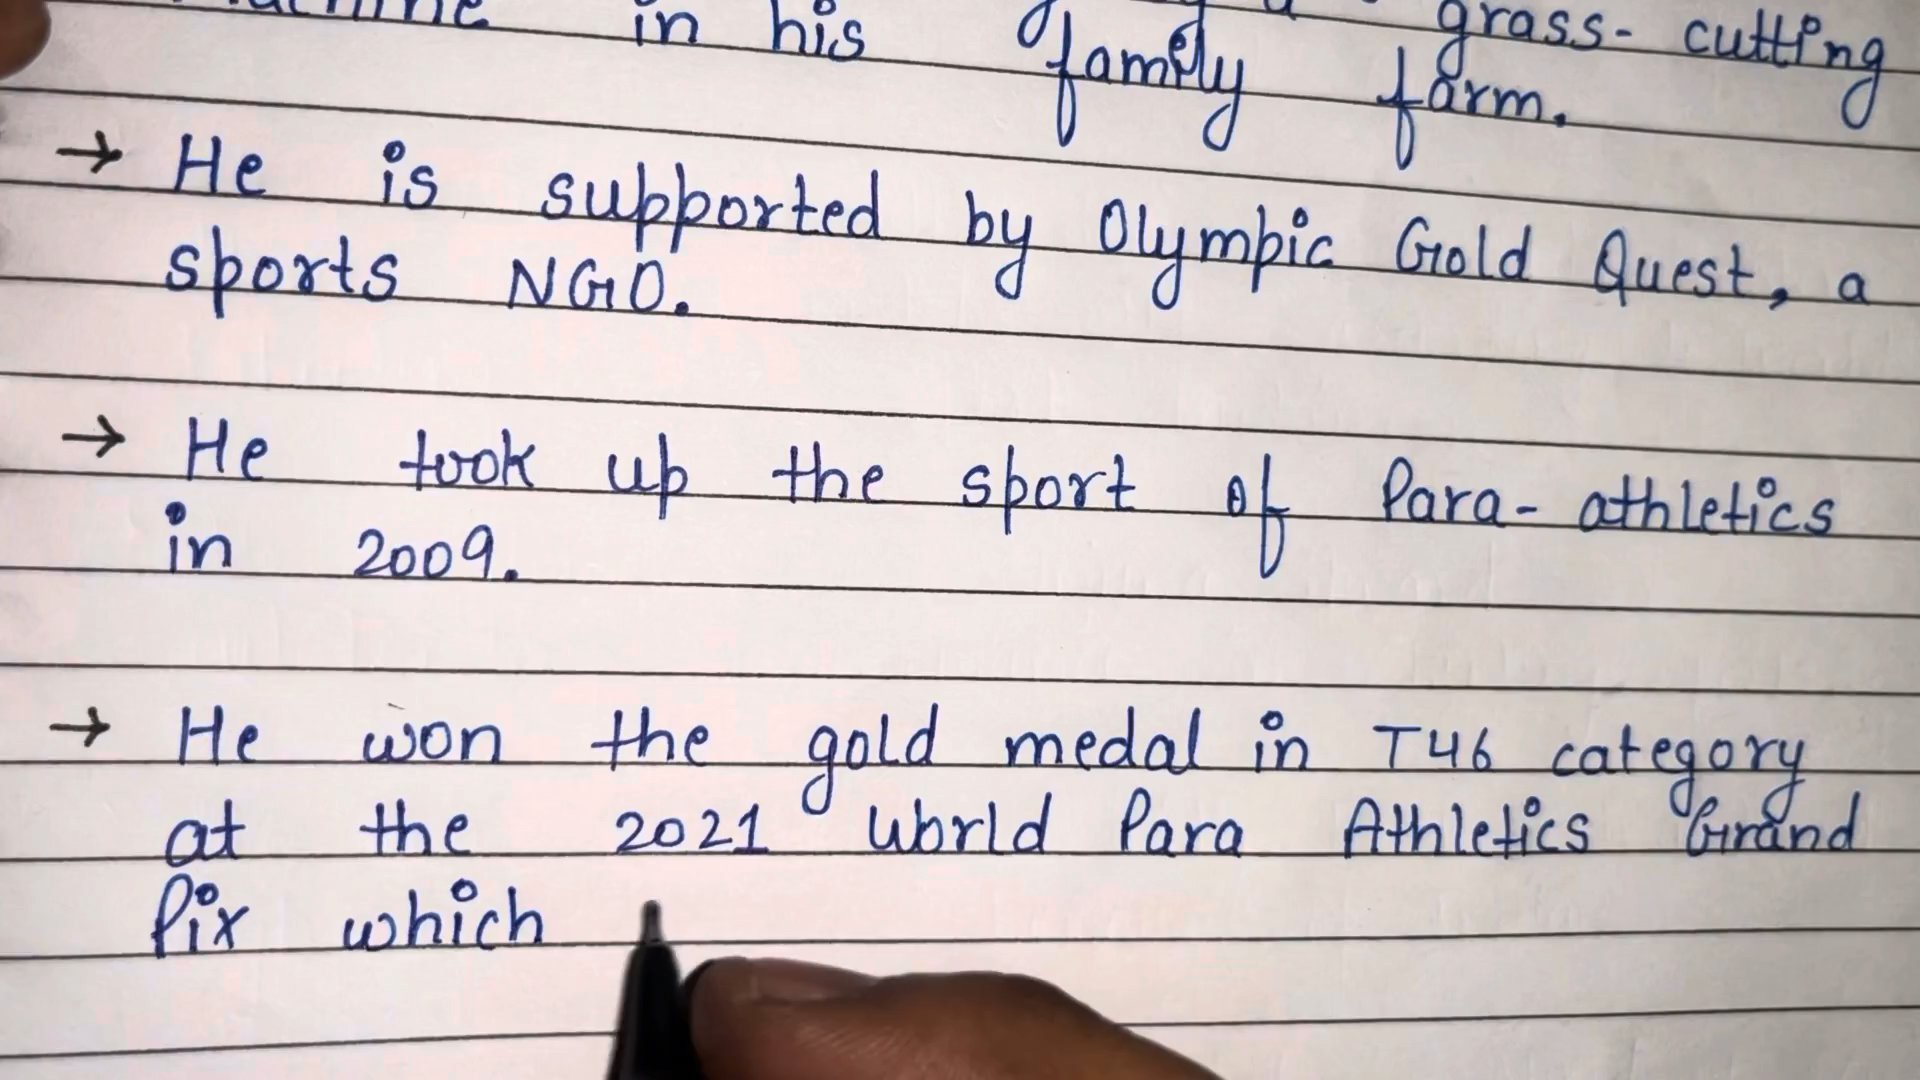 in his grass-cutting
family farm.
→ He is supported by Olympic Gold Quest, a
sports NGO.
→ He took up the sport of Para-athletics
in 2009.
→ He won the gold medal in T46 category
at the 2021 World Para Athletics Grand
Pix which